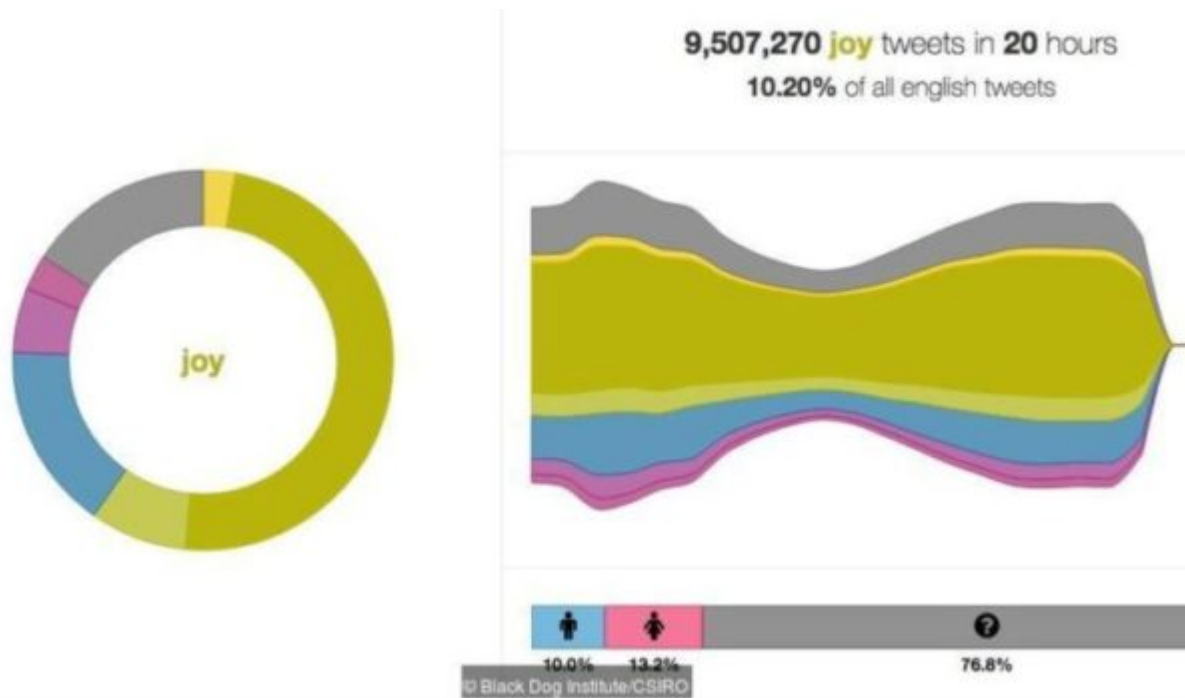 9,507,270 joy tweets in 20 hours
10.20% of all english tweets
joy
?
10.0% 13.2% 76.8%
© Black Dog Institute/CSIRO